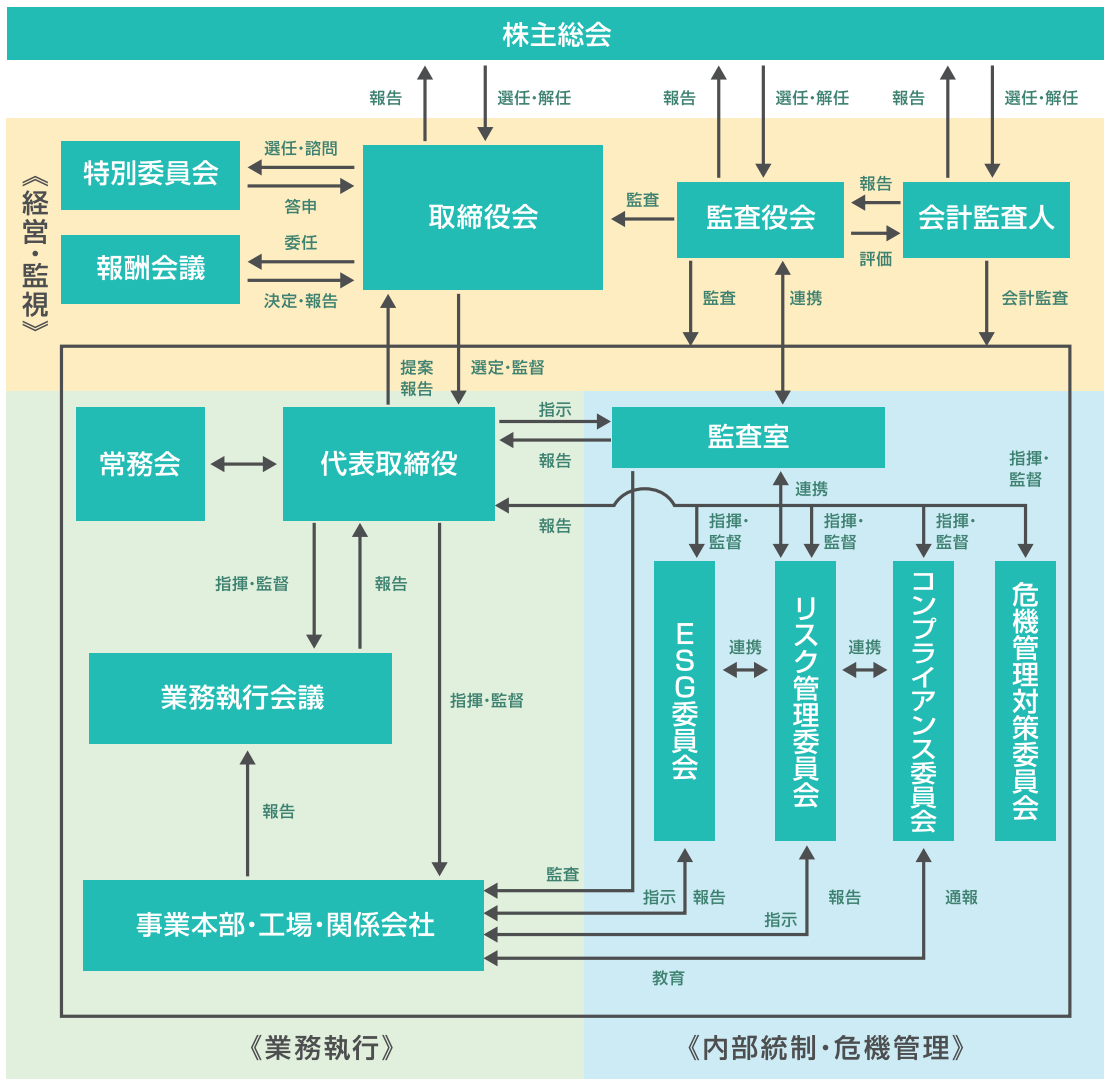 株主総会
報告
選任・解任
報告
選任・解任
報告
選任・解任
《経営・監視》
特別委員会
選任・諮問
答申
報酬会議
委任
決定・報告
取締役会
監査
監査役会
報告
評価
会計監査人
監査
連携
会計監査
提案
報告
選定・監督
常務会
代表取締役
指示
報告
監査室
報告
連携
指揮・
監督
指揮・
監督
指揮・
監督
指揮・
監督
指揮・監督
報告
業務執行会議
指揮・監督
報告
ESG委員会
連携
リスク管理委員会
連携
コンプライアンス委員会
危機管理対策委員会
事業本部・工場・関係会社
監査
指示
報告
指示
報告
教育
通報
《業務執行》
《内部統制・危機管理》